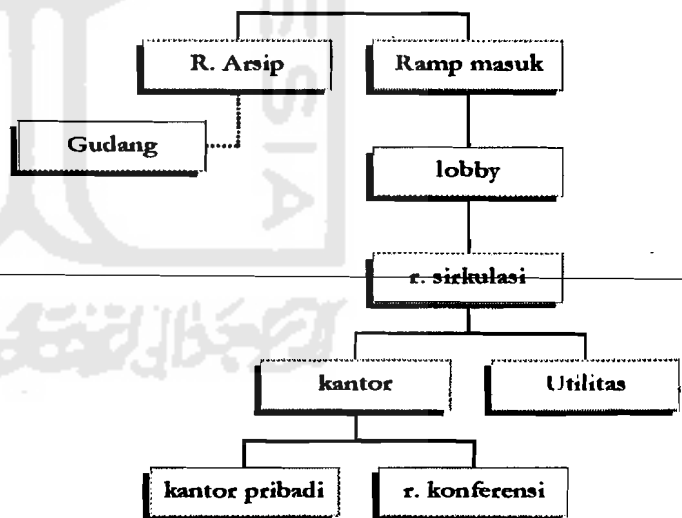 R. Arsip
Ramp masuk
Gudang
lobby
r. sirkulasi
kantor
Utilitas
kantor pribadi
r. konferensi